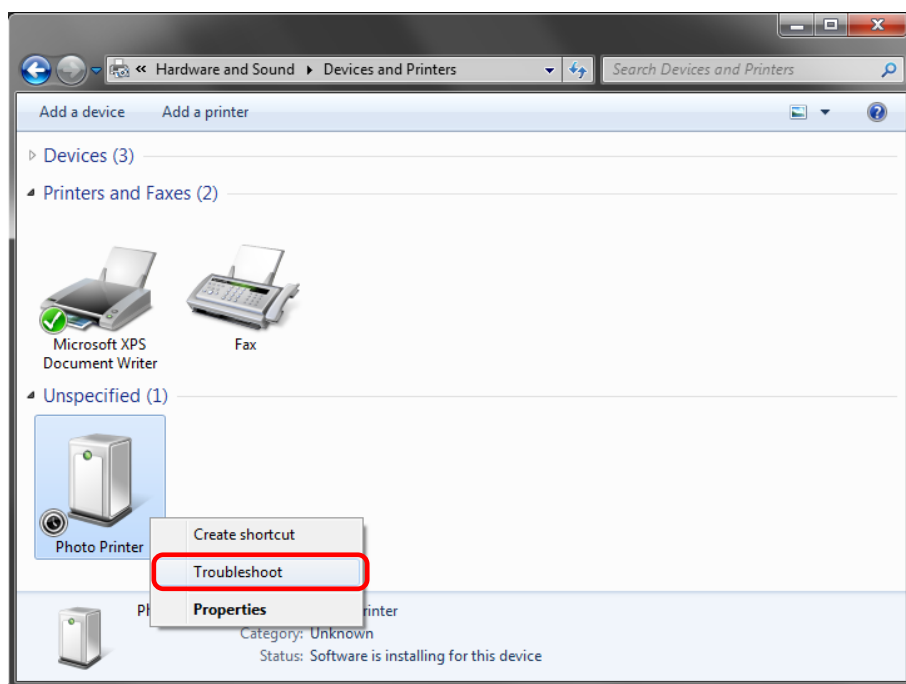 « Hardware and Sound ▸ Devices and Printers Search Devices and Printers
Add a device Add a printer
Devices (3)
Printers and Faxes (2)
Microsoft XPS
Document Writer
Fax
Unspecified (1)
Photo Printer
Create shortcut
Troubleshoot
Properties
Category: Unknown
Status: Software is installing for this device